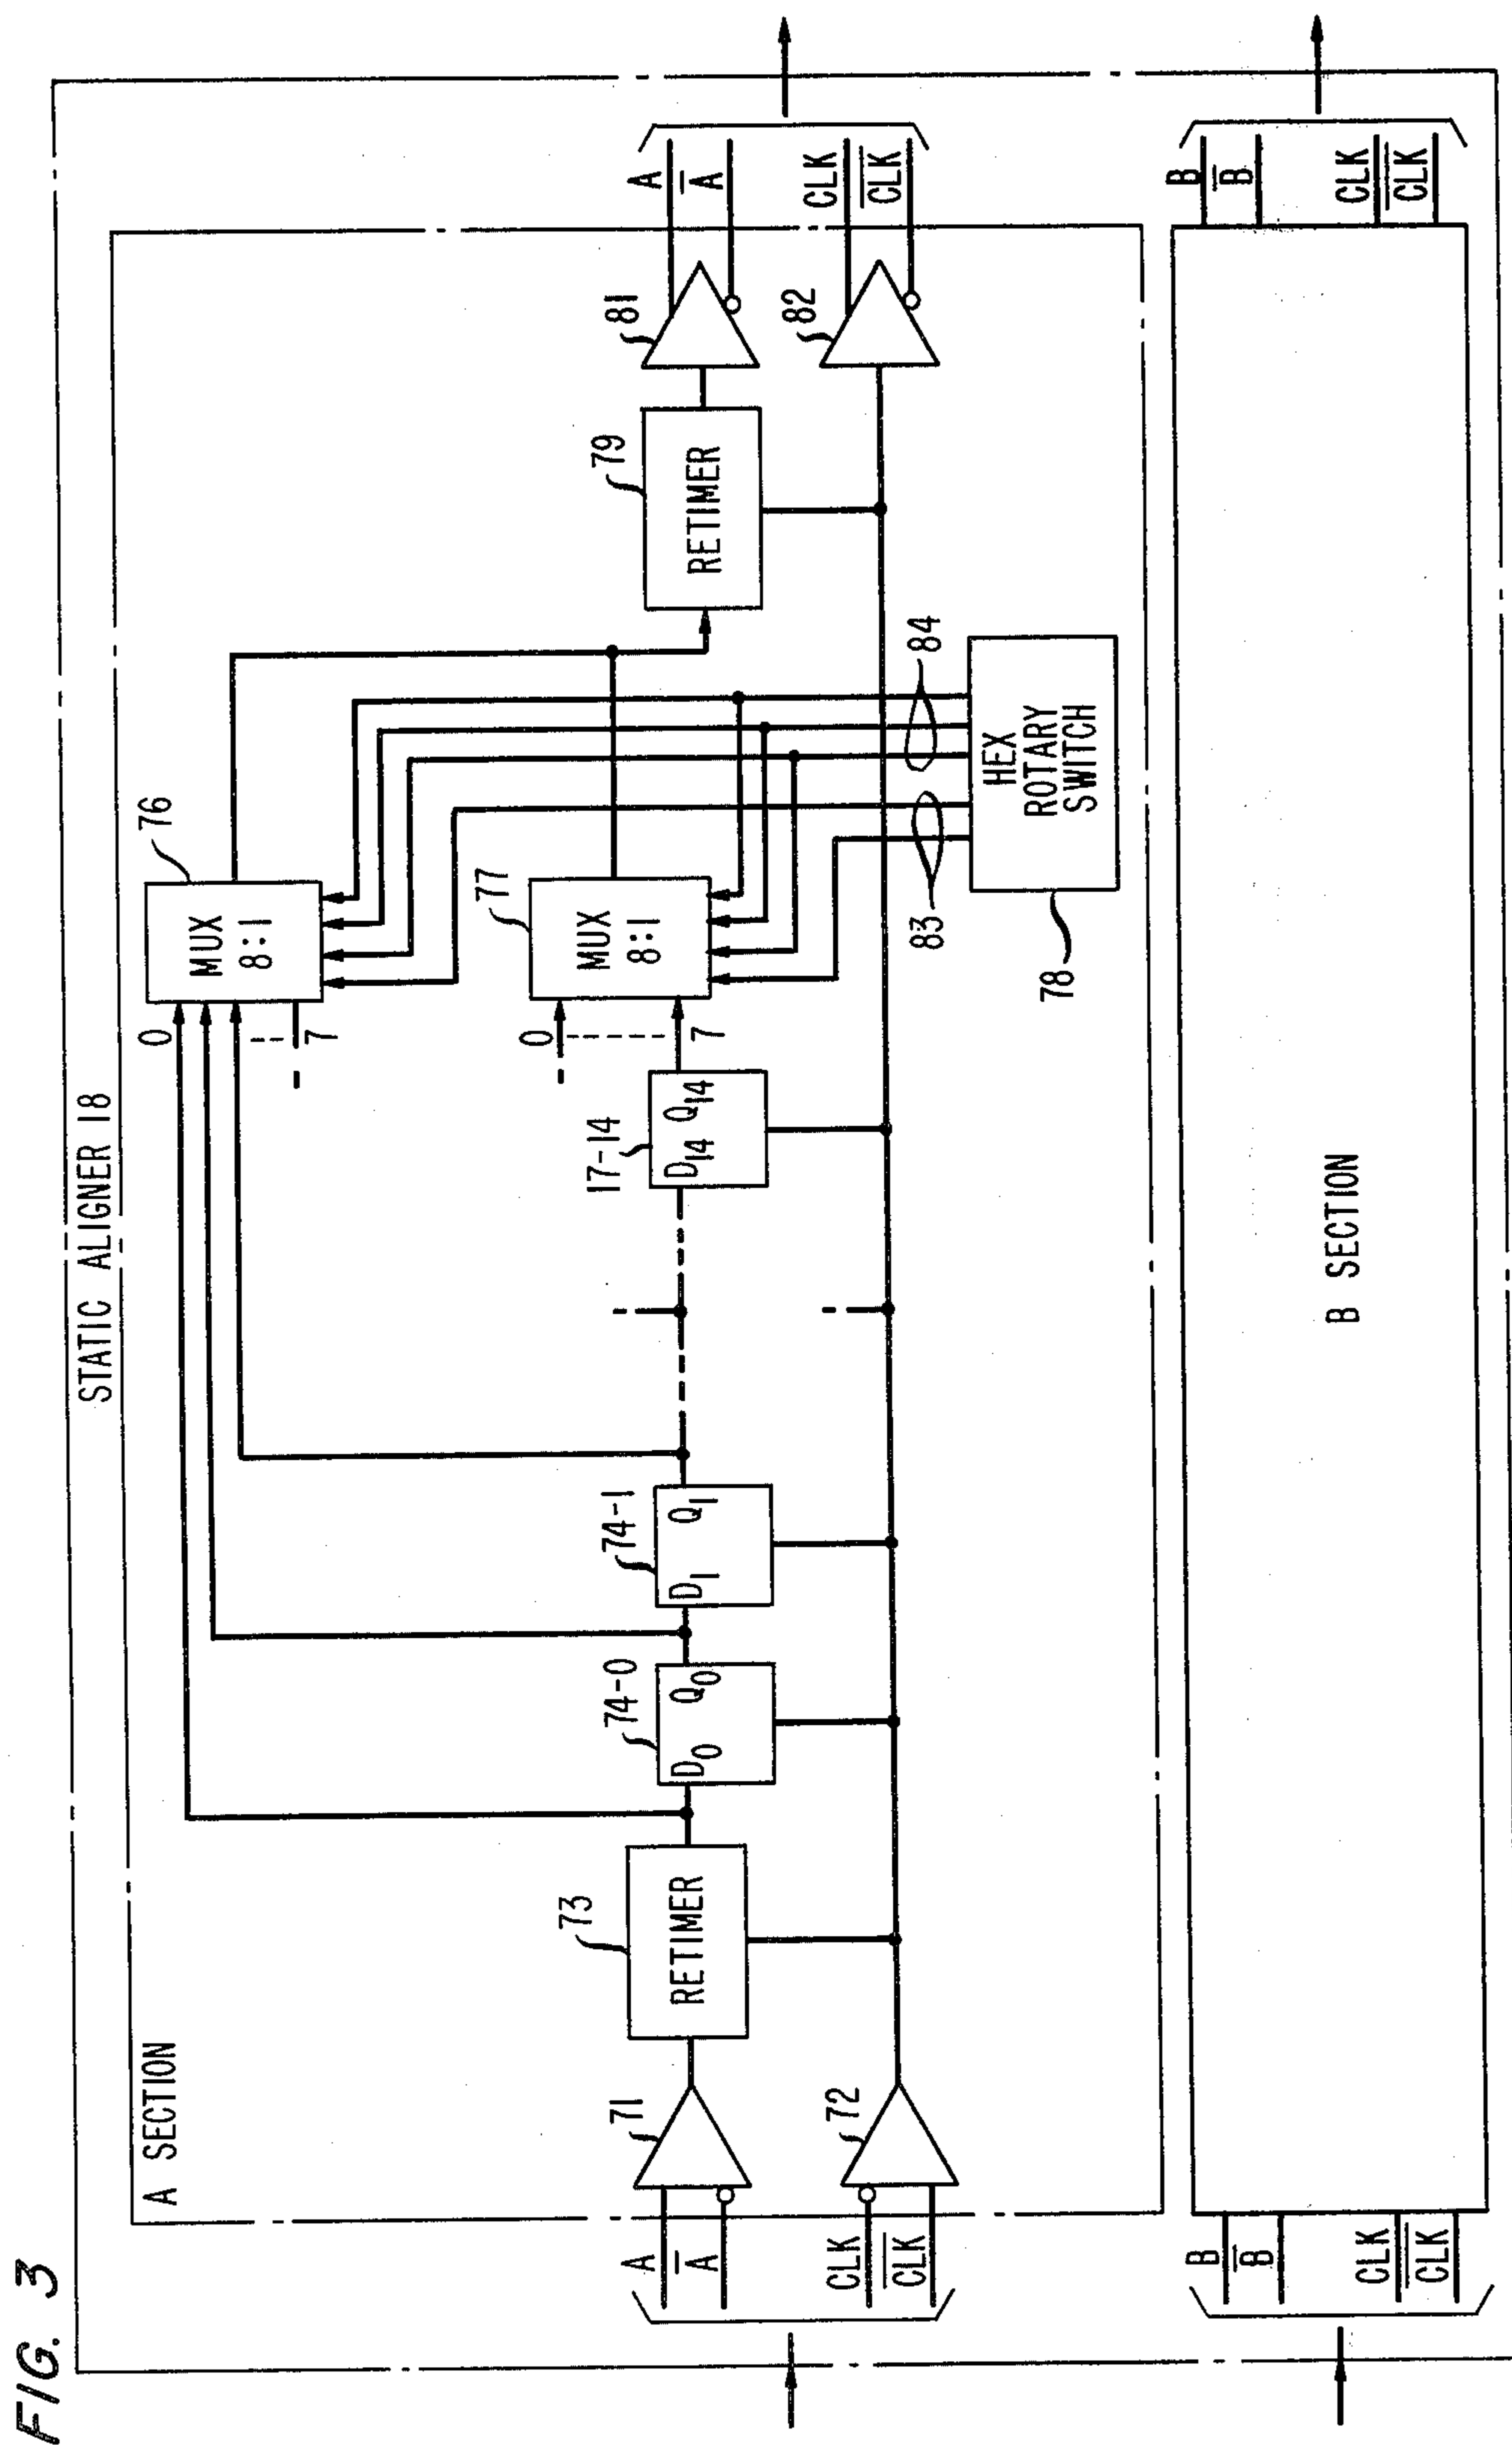 FIG. 3
STATIC ALIGNER 18
A SECTION
A
A
CLK
CLK
71
72
73
RETIMER
74-0
D0 Q0
74-1
D1 Q1
17-14
D14 Q14
0
7
0
7
76
MUX
8:1
77
MUX
8:1
83
84
78
HEX
ROTARY
SWITCH
79
RETIMER
81
82
A
A
CLK
CLK
B
B
CLK
CLK
B SECTION
B
B
CLK
CLK